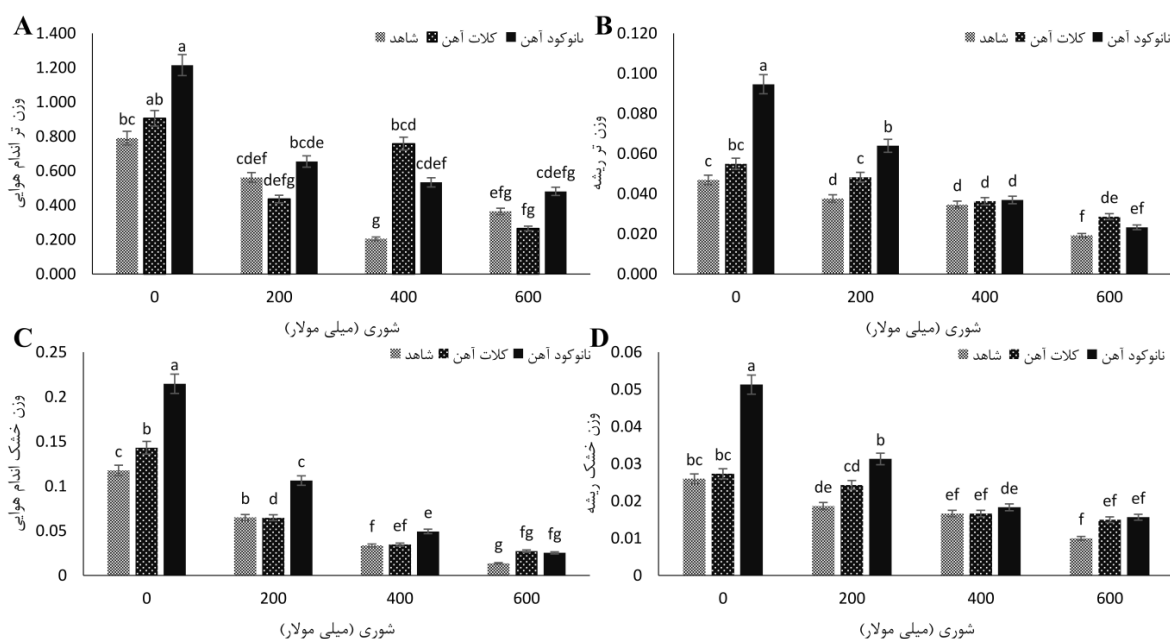 A
وزن تر اندام هوایی
1.400
1.200
1.000
0.800
0.600
0.400
0.200
0.000
شاهد کلات آهن نانوکود آهن
bc ab a
cdef defg bcde
g bcd cdef
efg fg cdefg
0 200 400 600
شوری (میلی مولار)
B
وزن تر ریشه
0.120
0.100
0.080
0.060
0.040
0.020
0.000
شاهد کلات آهن نانوکود آهن
c bc a
d c b
d d d
f de ef
0 200 400 600
شوری (میلی مولار)
C
وزن خشک اندام هوایی
0.25
0.2
0.15
0.1
0.05
0
شاهد کلات آهن نانوکود آهن
c b a
b d c
f ef e
g fg fg
0 200 400 600
شوری (میلی مولار)
D
وزن خشک ریشه
0.06
0.05
0.04
0.03
0.02
0.01
0
شاهد کلات آهن نانوکود آهن
bc bc a
de cd b
ef ef de
f ef ef
0 200 400 600
شوری (میلی مولار)